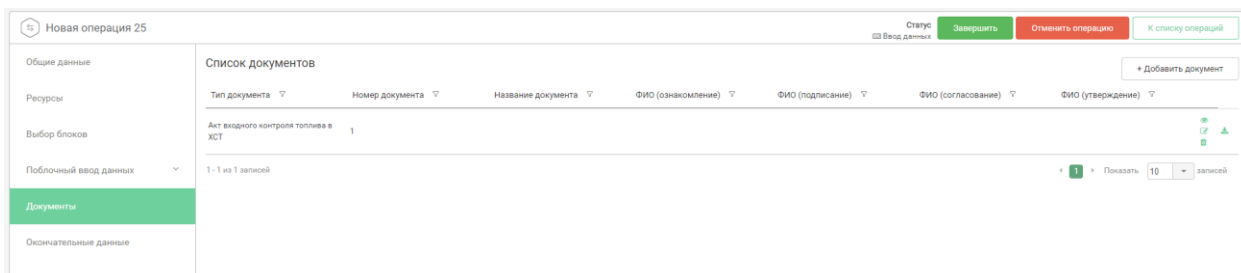 Новая операция 25
Статус
Ввод данных
Завершить
Отменить операцию
К списку операций
Общие данные
Список документов
+ Добавить документ
Ресурсы
Тип документа
Номер документа
Название документа
ФИО (ознакомление)
ФИО (подписание)
ФИО (согласование)
ФИО (утверждение)
Выбор блоков
Акт входного контроля топлива в
ХСТ
1
Поблочный ввод данных
1 - 1 из 1 записей
1
Показать 10 записей
Документы
Окончательные данные